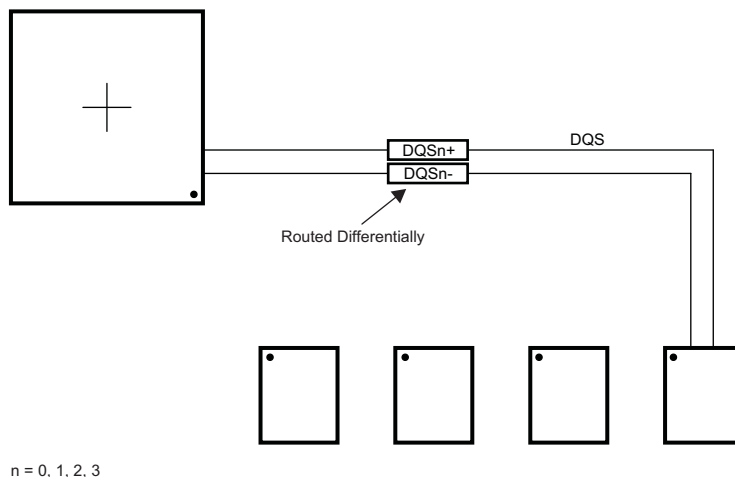 DQSn+
DQS
DQSn-
Routed Differentially
n = 0, 1, 2, 3